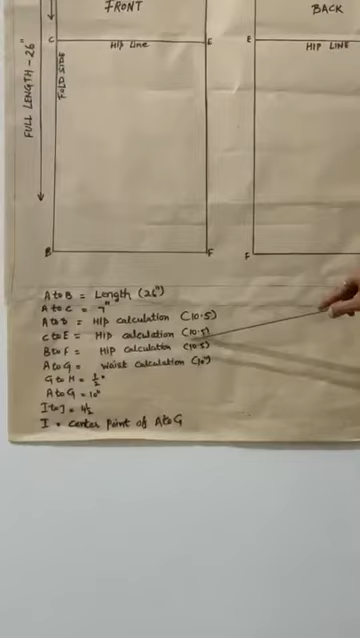 FRONT
BACK
C
Hip Line
E
E
HIP LINE
FOLD SIDE
FULL LENGTH - 26"
B
F
F
A to B = Length (26")
A to C = 7"
A to D = Hip calculation (10.5)
C to E = Hip calculation (10.5)
B to F = Hip calculation (10.5)
A to G = Waist calculation (10")
G to H = 1/2"
A to G = 10"
I to J = 4 1/2
I = center point of A to G